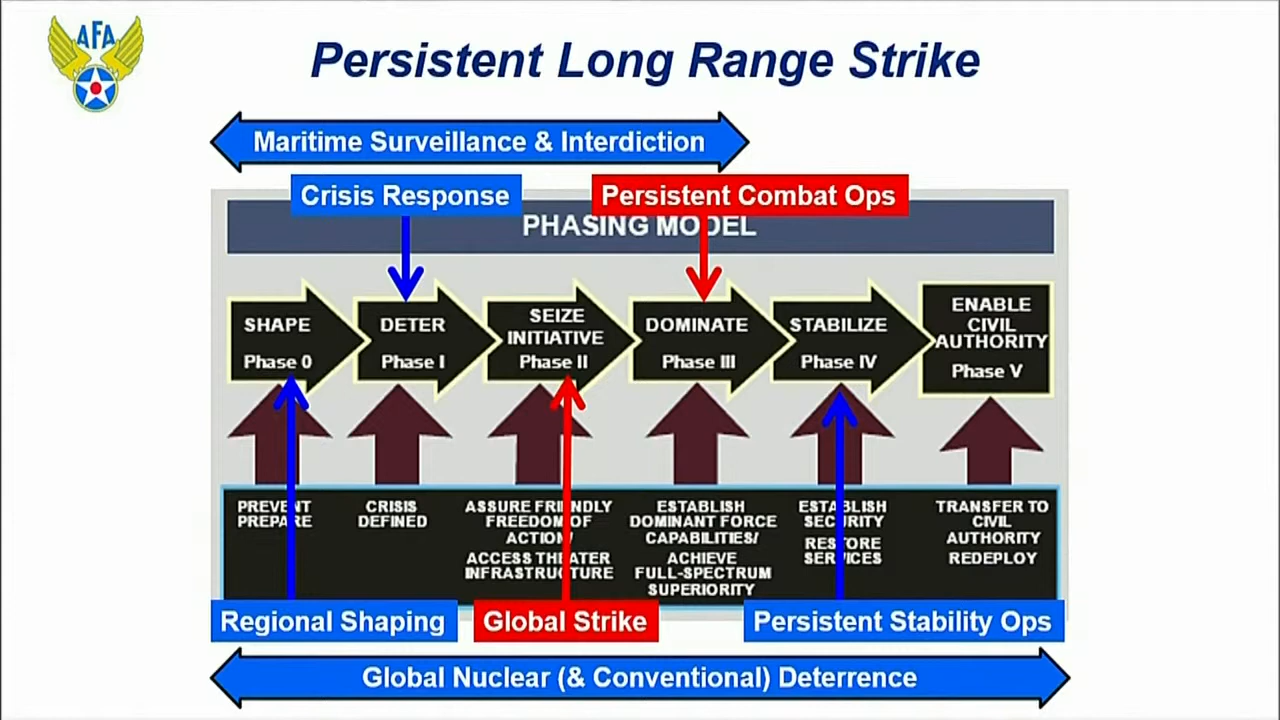 AFA
Persistent Long Range Strike
Maritime Surveillance & Interdiction
Crisis Response
Persistent Combat Ops
PHASING MODEL
SHAPE
Phase 0
DETER
Phase I
SEIZE
INITIATIVE
Phase II
DOMINATE
Phase III
STABILIZE
Phase IV
ENABLE
CIVIL
AUTHORITY
Phase V
PREVENT
PREPARE
CRISIS
DEFINED
ASSURE FRIENDLY
FREEDOM OF
ACTION/
ACCESS THEATER
INFRASTRUCTURE
ESTABLISH
DOMINANT FORCE
CAPABILITIES/
ACHIEVE
FULL-SPECTRUM
SUPERIORITY
ESTABLISH
SECURITY
RESTORE
SERVICES
TRANSFER TO
CIVIL
AUTHORITY
REDEPLOY
Regional Shaping
Global Strike
Persistent Stability Ops
Global Nuclear (& Conventional) Deterrence